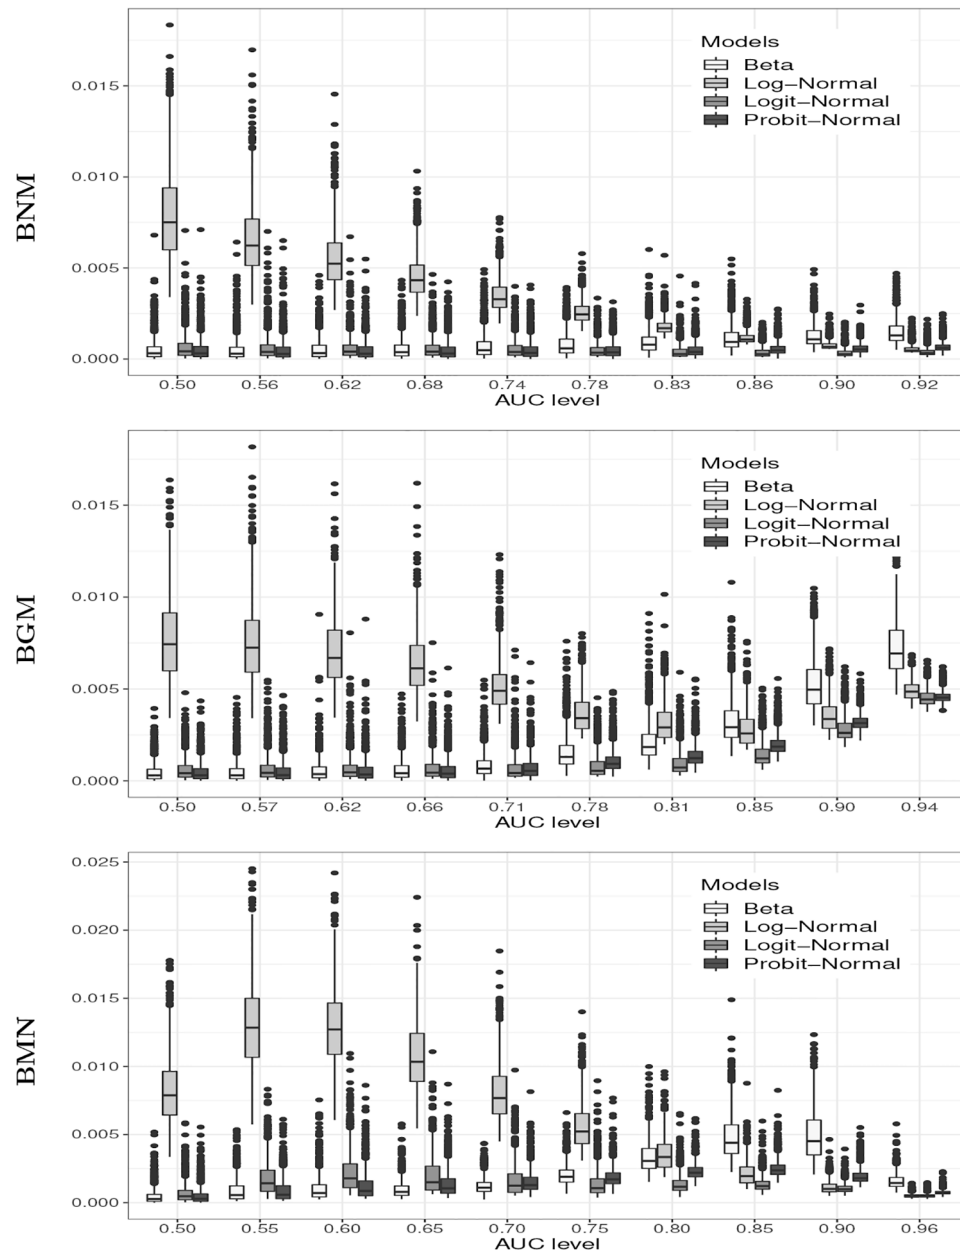 BNM
0.015
0.010
0.005
0.000
Models
Beta
Log-Normal
Logit-Normal
Probit-Normal
0.50 0.56 0.62 0.68 0.74 0.78 0.83 0.86 0.90 0.92
AUC level
BGM
0.015
0.010
0.005
0.000
Models
Beta
Log-Normal
Logit-Normal
Probit-Normal
0.50 0.57 0.62 0.66 0.71 0.78 0.81 0.85 0.90 0.94
AUC level
BMN
0.025
0.020
0.015
0.010
0.005
0.000
Models
Beta
Log-Normal
Logit-Normal
Probit-Normal
0.50 0.55 0.60 0.65 0.70 0.75 0.80 0.85 0.90 0.96
AUC level